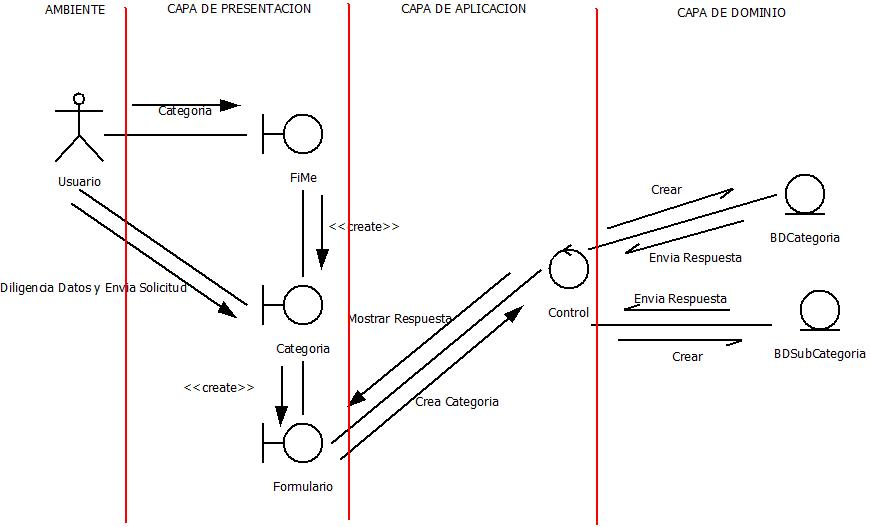 AMBIENTE
CAPA DE PRESENTACION
CAPA DE APLICACION
CAPA DE DOMINIO
Categoria
Usuario
FiMe
<<create>>
Crear
BDCategoria
Envia Respuesta
Diligencia Datos y Envia Solicitud
Mostrar Respuesta
Control
Envia Respuesta
Categoria
Crear
BDSubCategoria
<<create>>
Crea Categoria
Formulario